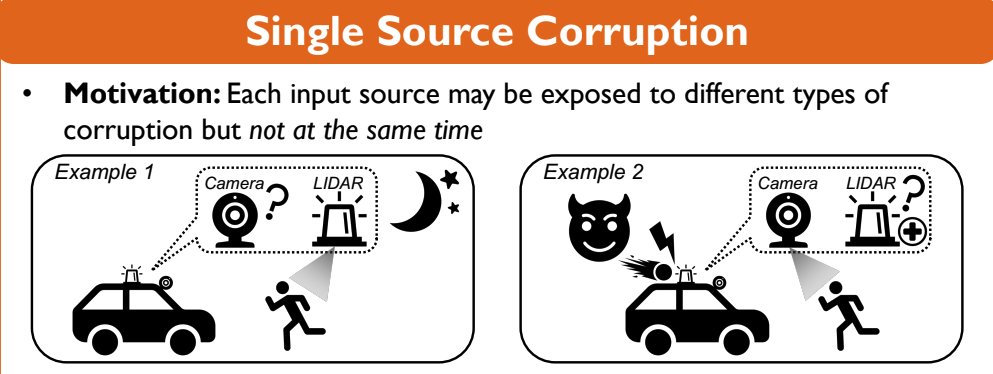 Single Source Corruption
• Motivation: Each input source may be exposed to different types of
corruption but not at the same time
Example 1
Camera ? LIDAR
Example 2
Camera LIDAR ?